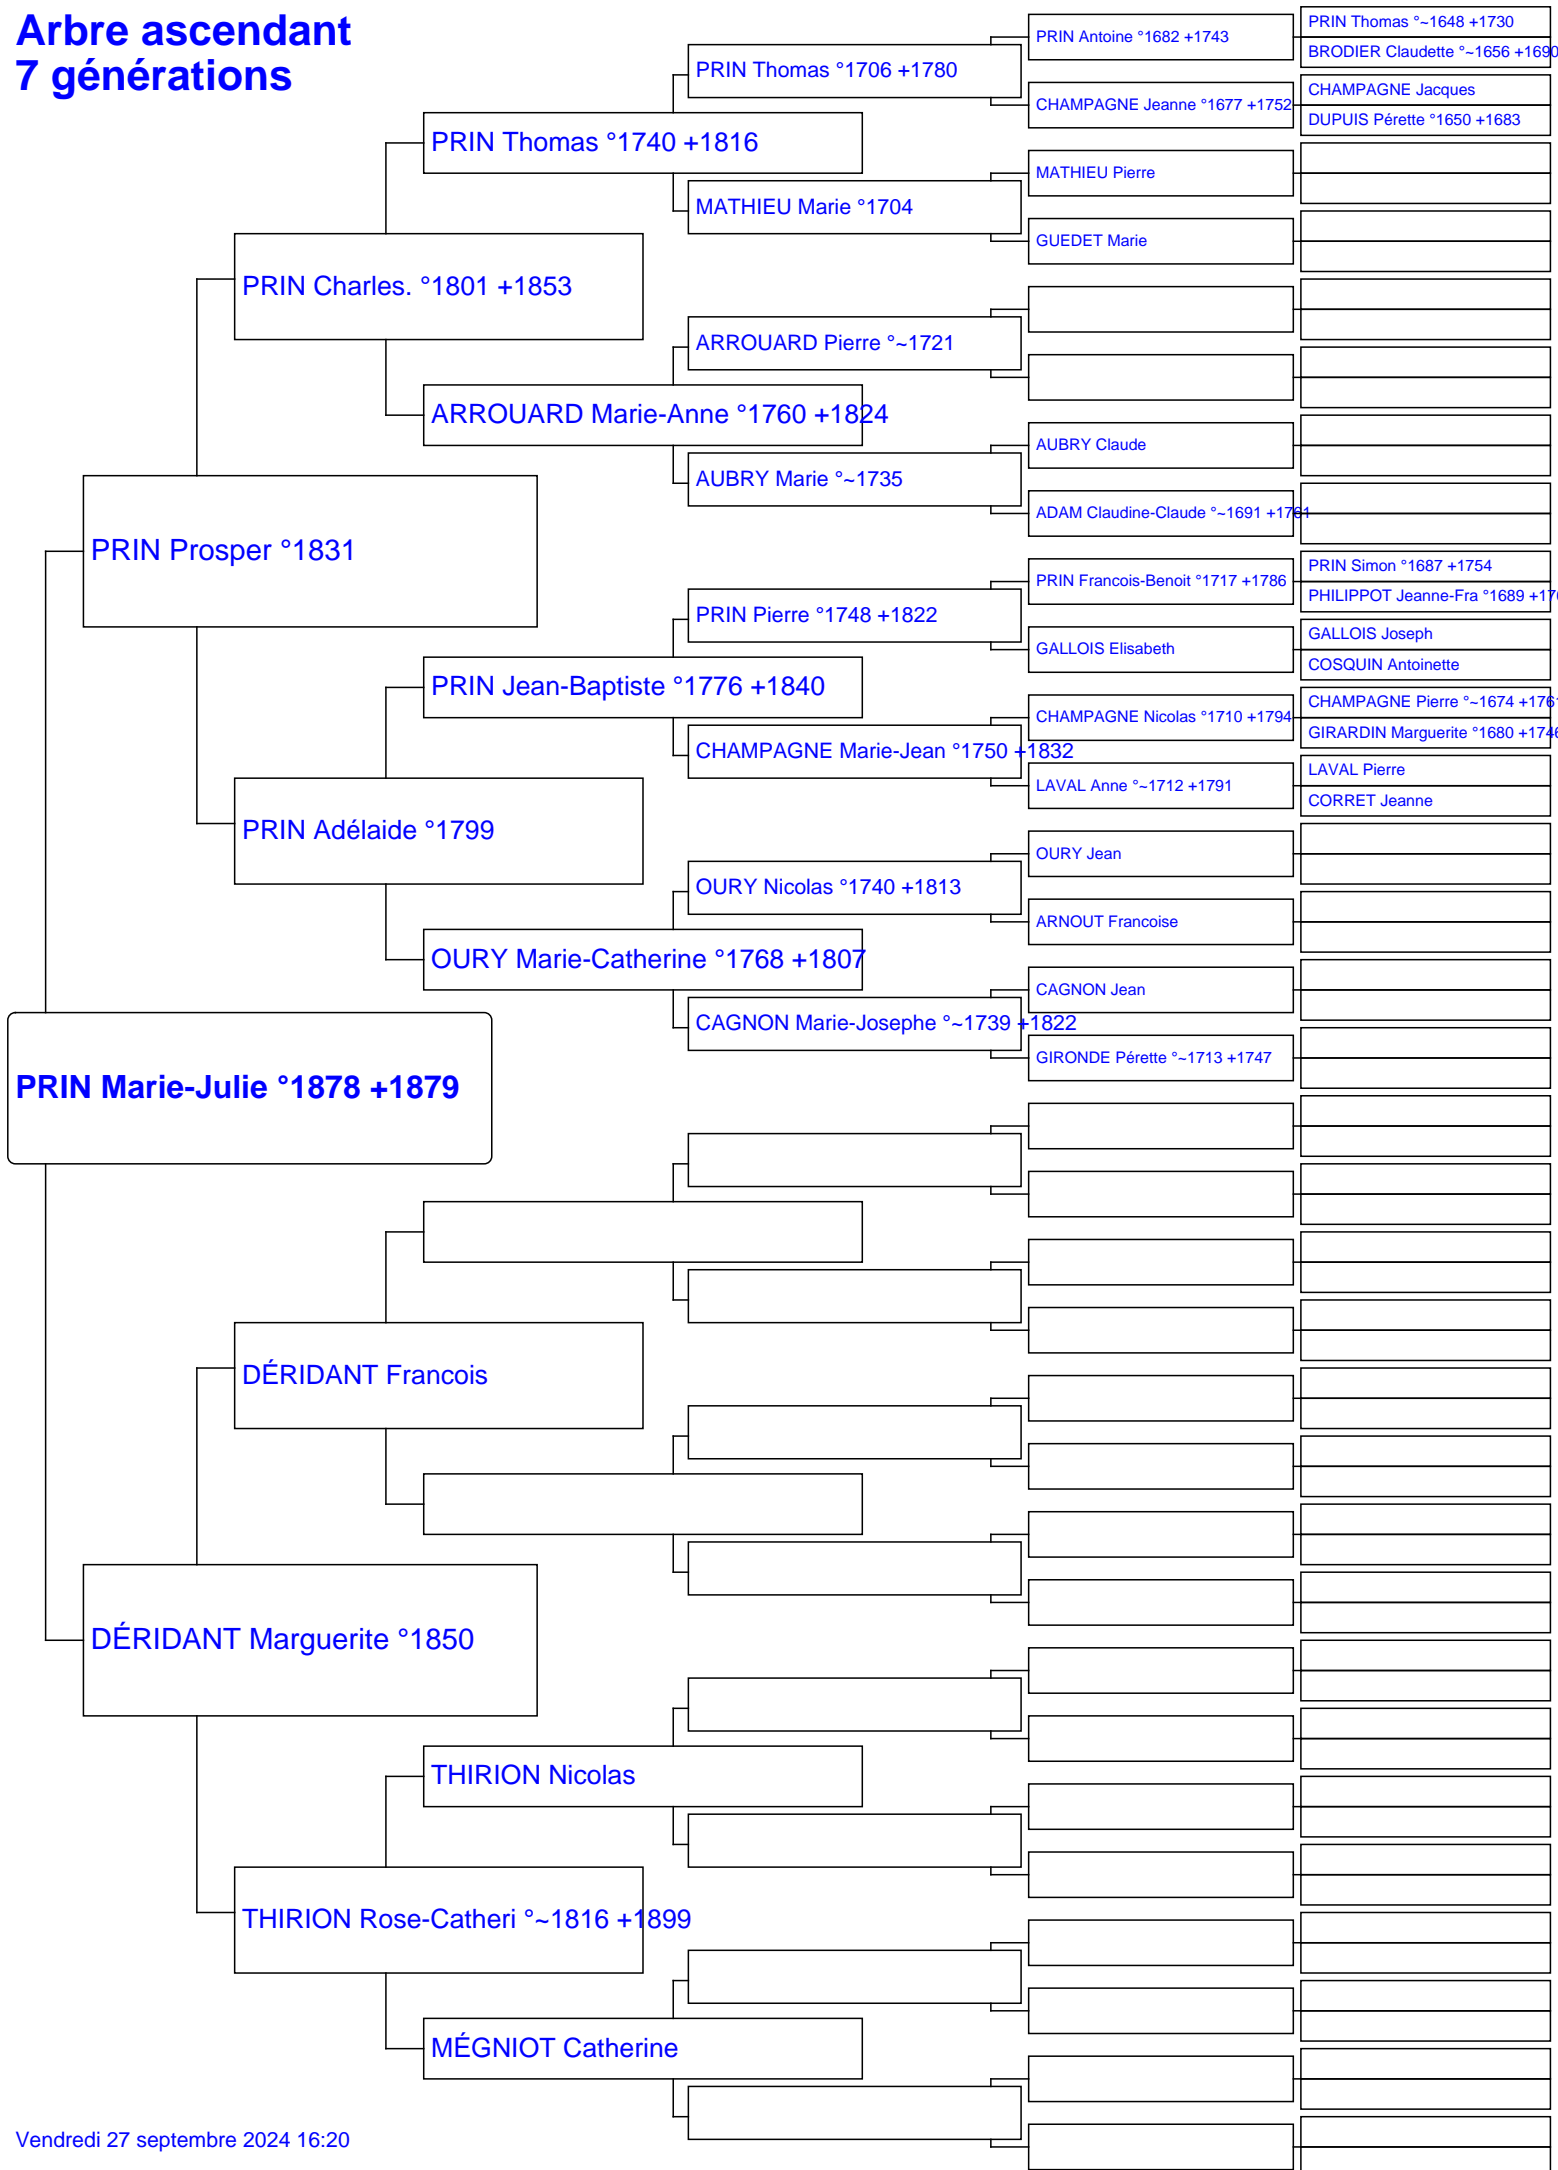 Arbre ascendant
7 générations
PRIN Marie-Julie °1878 +1879
PRIN Prosper °1831
DÉRIDANT Marguerite °1850
PRIN Charles. °1801 +1853
PRIN Adélaide °1799
DÉRIDANT Francois
THIRION Rose-Catheri °~1816 +1899
PRIN Thomas °1740 +1816
ARROUARD Marie-Anne °1760 +1824
PRIN Jean-Baptiste °1776 +1840
OURY Marie-Catherine °1768 +1807
THIRION Nicolas
MÉGNIOT Catherine
PRIN Thomas °1706 +1780
MATHIEU Marie °1704
ARROUARD Pierre °~1721
AUBRY Marie °~1735
PRIN Pierre °1748 +1822
CHAMPAGNE Marie-Jean °1750 +1832
OURY Nicolas °1740 +1813
CAGNON Marie-Josephe °~1739 +1822
PRIN Antoine °1682 +1743
CHAMPAGNE Jeanne °1677 +1752
MATHIEU Pierre
GUEDET Marie
AUBRY Claude
ADAM Claudine-Claude °~1691 +1761
PRIN Francois-Benoit °1717 +1786
GALLOIS Elisabeth
CHAMPAGNE Nicolas °1710 +1794
LAVAL Anne °~1712 +1791
OURY Jean
ARNOUT Francoise
CAGNON Jean
GIRONDE Pérette °~1713 +1747
PRIN Thomas °~1648 +1730
BRODIER Claudette °~1656 +1690
CHAMPAGNE Jacques
DUPUIS Pérette °1650 +1683
PRIN Simon °1687 +1754
PHILIPPOT Jeanne-Fra °1689
GALLOIS Joseph
COSQUIN Antoinette
CHAMPAGNE Pierre °~1674 +1761
GIRARDIN Marguerite °1680 +1746
LAVAL Pierre
CORRET Jeanne
Vendredi 27 septembre 2024 16:20